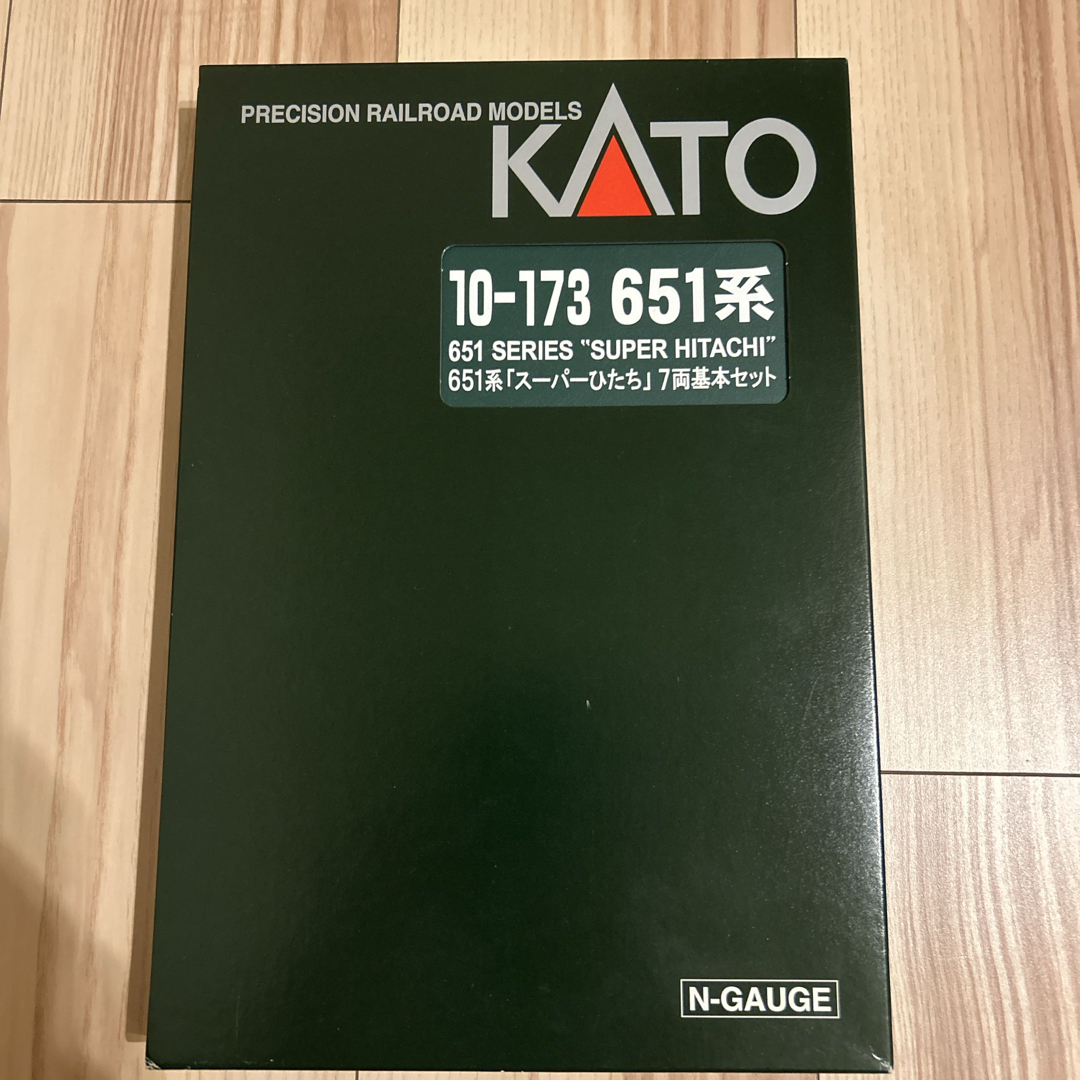 PRECISION RAILROAD MODELS
KATO
10-173 651系
651 SERIES "SUPER HITACHI"
651系「スーパーひたち」7両基本セット
N-GAUGE